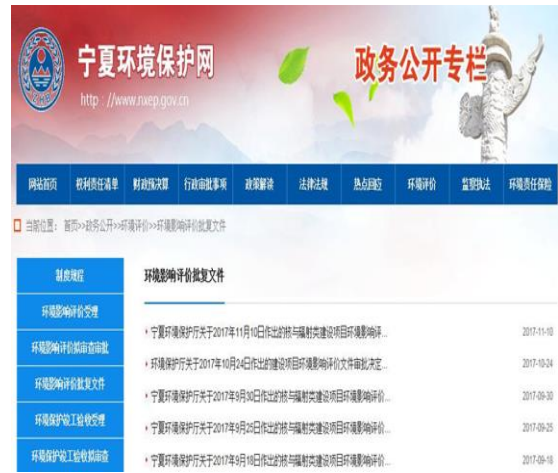 宁夏环境保护网
http：//www.nxep.gov.cn
政务公开专栏
网站首页 权利责任清单 财政预决算 行政审批事项 政策解读 法律法规 热点回应 环境评价 监察执法 环境责任保险
当前位置： 首页>>政务公开>>环境评价>>环境影响评价批复文件
制度规程
环境影响评价受理
环境影响评价拟审查审批
环境影响评价批复文件
环境保护竣工验收受理
环境保护竣工验收拟审查
环境影响评价批复文件
宁夏环境保护厅关于2017年11月10日作出的核与辐射类建设项目环境影响评... 2017-11-10
环境保护厅关于2017年10月24日作出的建设项目环境影响评价文件审批决定... 2017-10-24
宁夏环境保护厅关于2017年9月30日作出的核与辐射类建设项目环境影响评价... 2017-09-30
宁夏环境保护厅关于2017年9月25日作出的核与辐射类建设项目环境影响评价... 2017-09-25
宁夏环境保护厅关于2017年9月18日作出的核与辐射类建设项目环境影响评价... 2017-09-18